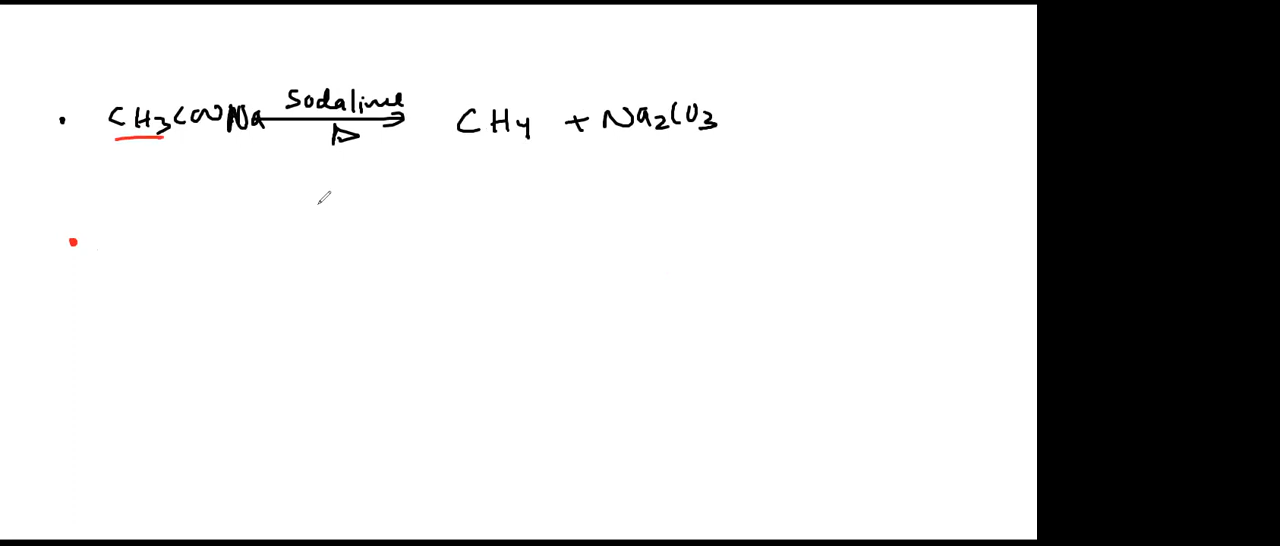 . CH3COONa Sodalime → CH4 + Na2CO3
Δ